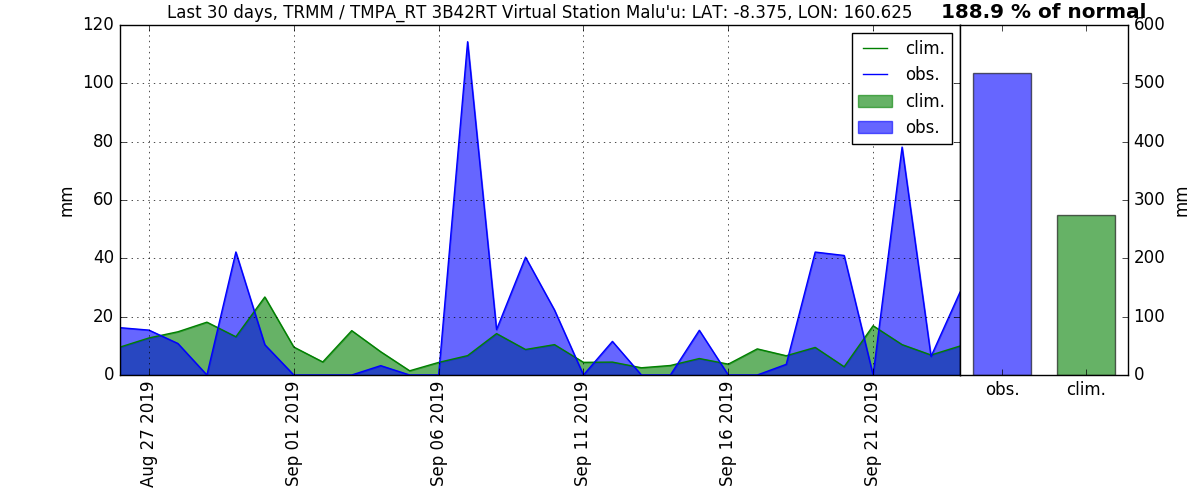 Last 30 days, TRMM / TMPA_RT 3B42RT Virtual Station Malu'u: LAT: -8.375, LON: 160.625
188.9 % of normal
120
100
80
60
40
20
0
mm
clim.
obs.
clim.
obs.
600
500
400
300
200
100
0
mm
obs.
clim.
Aug 27 2019
Sep 01 2019
Sep 06 2019
Sep 11 2019
Sep 16 2019
Sep 21 2019